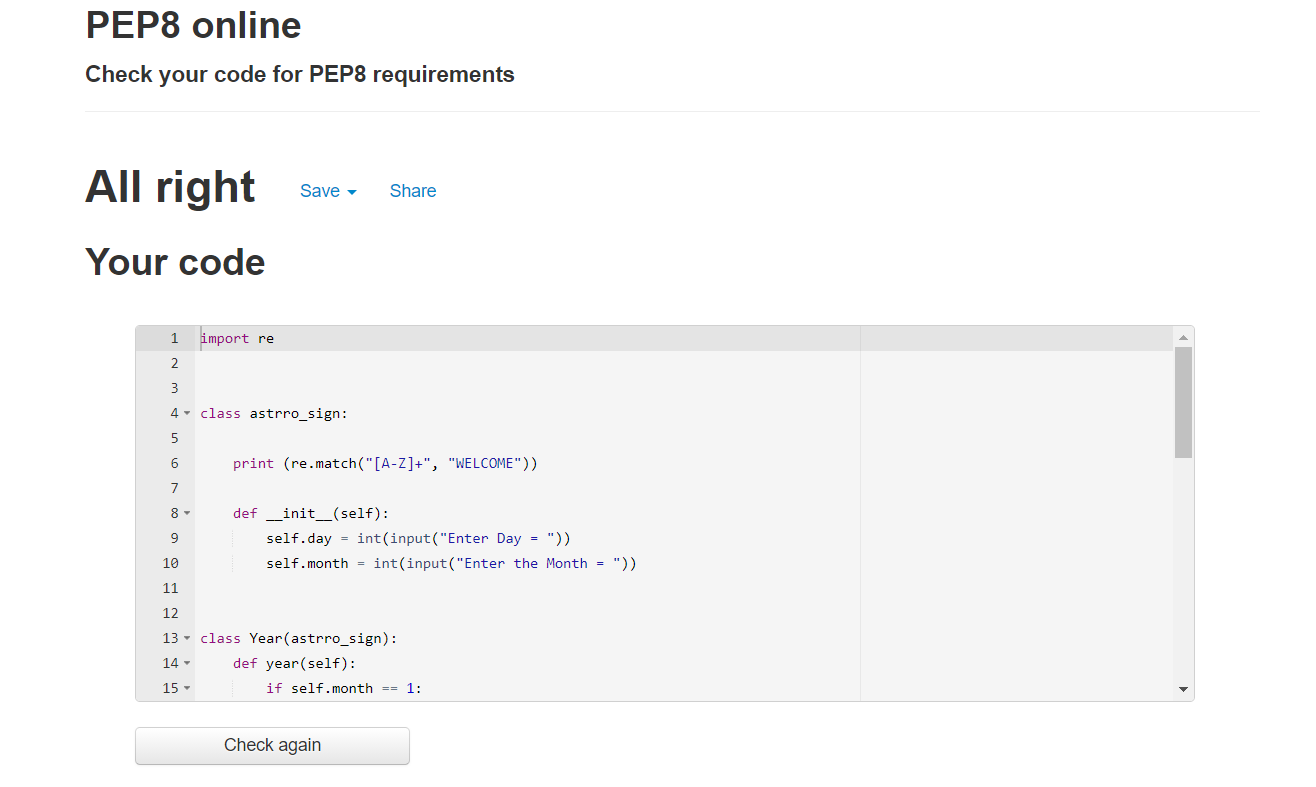 PEP8 online
Check your code for PEP8 requirements
All right Save Share
Your code
1 import re
2
3
4 class astrro_sign:
5
6     print (re.match("[A-Z]+", "WELCOME"))
7
8     def __init__(self):
9         self.day = int(input("Enter Day = "))
10         self.month = int(input("Enter the Month = "))
11
12
13 class Year(astrro_sign):
14     def year(self):
15         if self.month == 1:
Check again